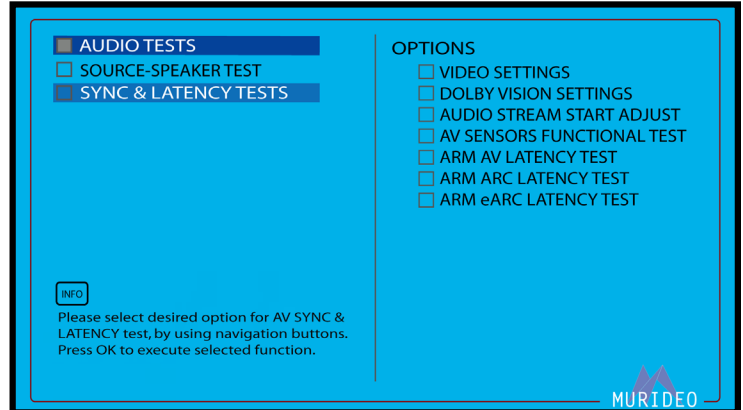 AUDIO TESTS
SOURCE-SPEAKER TEST
SYNC & LATENCY TESTS
INFO
Please select desired option for AV SYNC &
LATENCY test, by using navigation buttons.
Press OK to execute selected function.
OPTIONS
VIDEO SETTINGS
DOLBY VISION SETTINGS
AUDIO STREAM START ADJUST
AV SENSORS FUNCTIONAL TEST
ARM AV LATENCY TEST
ARM ARC LATENCY TEST
ARM eARC LATENCY TEST
MURIDEO